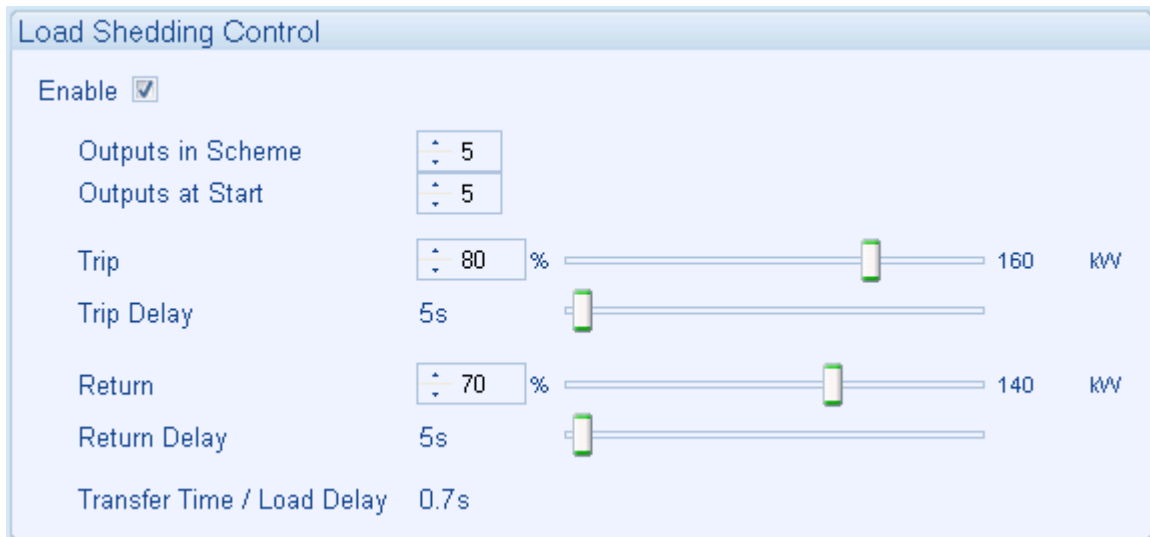 Load Shedding Control
Enable
Outputs in Scheme 5
Outputs at Start 5
Trip 80 % 160 kW
Trip Delay 5s
Return 70 % 140 kW
Return Delay 5s
Transfer Time / Load Delay 0.7s